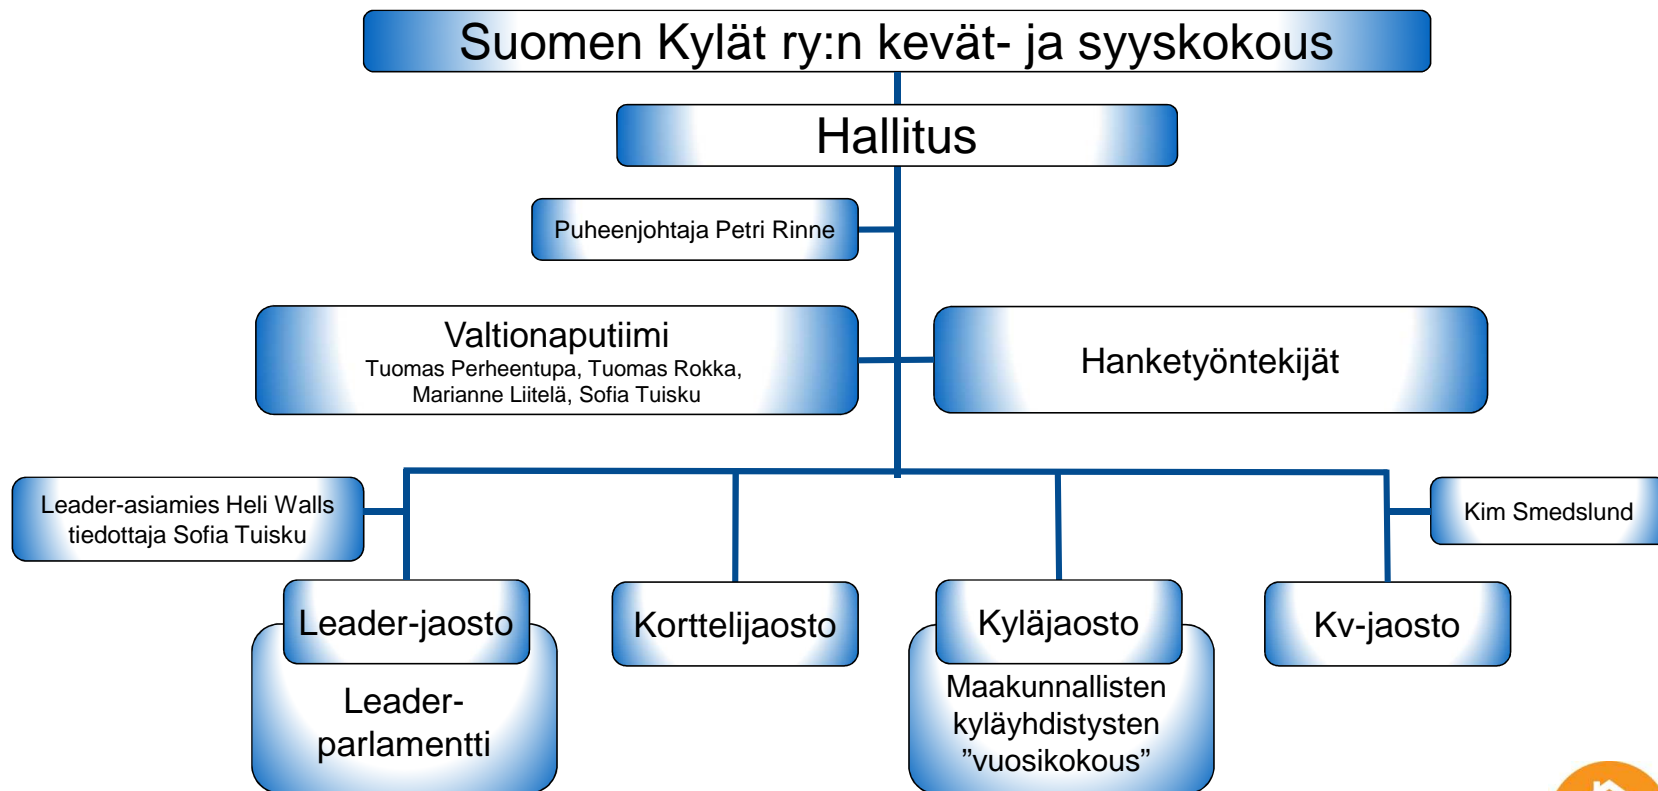 Suomen Kylät ry:n kevät- ja syyskokous
Hallitus
Puheenjohtaja Petri Rinne
Valtionaputiimi
Tuomas Perheentupa, Tuomas Rokka,
Marianne Liitelä, Sofia Tuisku
Hanketyöntekijät
Leader-asiamies Heli Walls
tiedottaja Sofia Tuisku
Kim Smedslund
Leader-jaosto
Korttelijaosto
Kyläjaosto
Kv-jaosto
Leader-
parlamentti
Maakunnallisten
kyläyhdistysten
”vuosikokous”